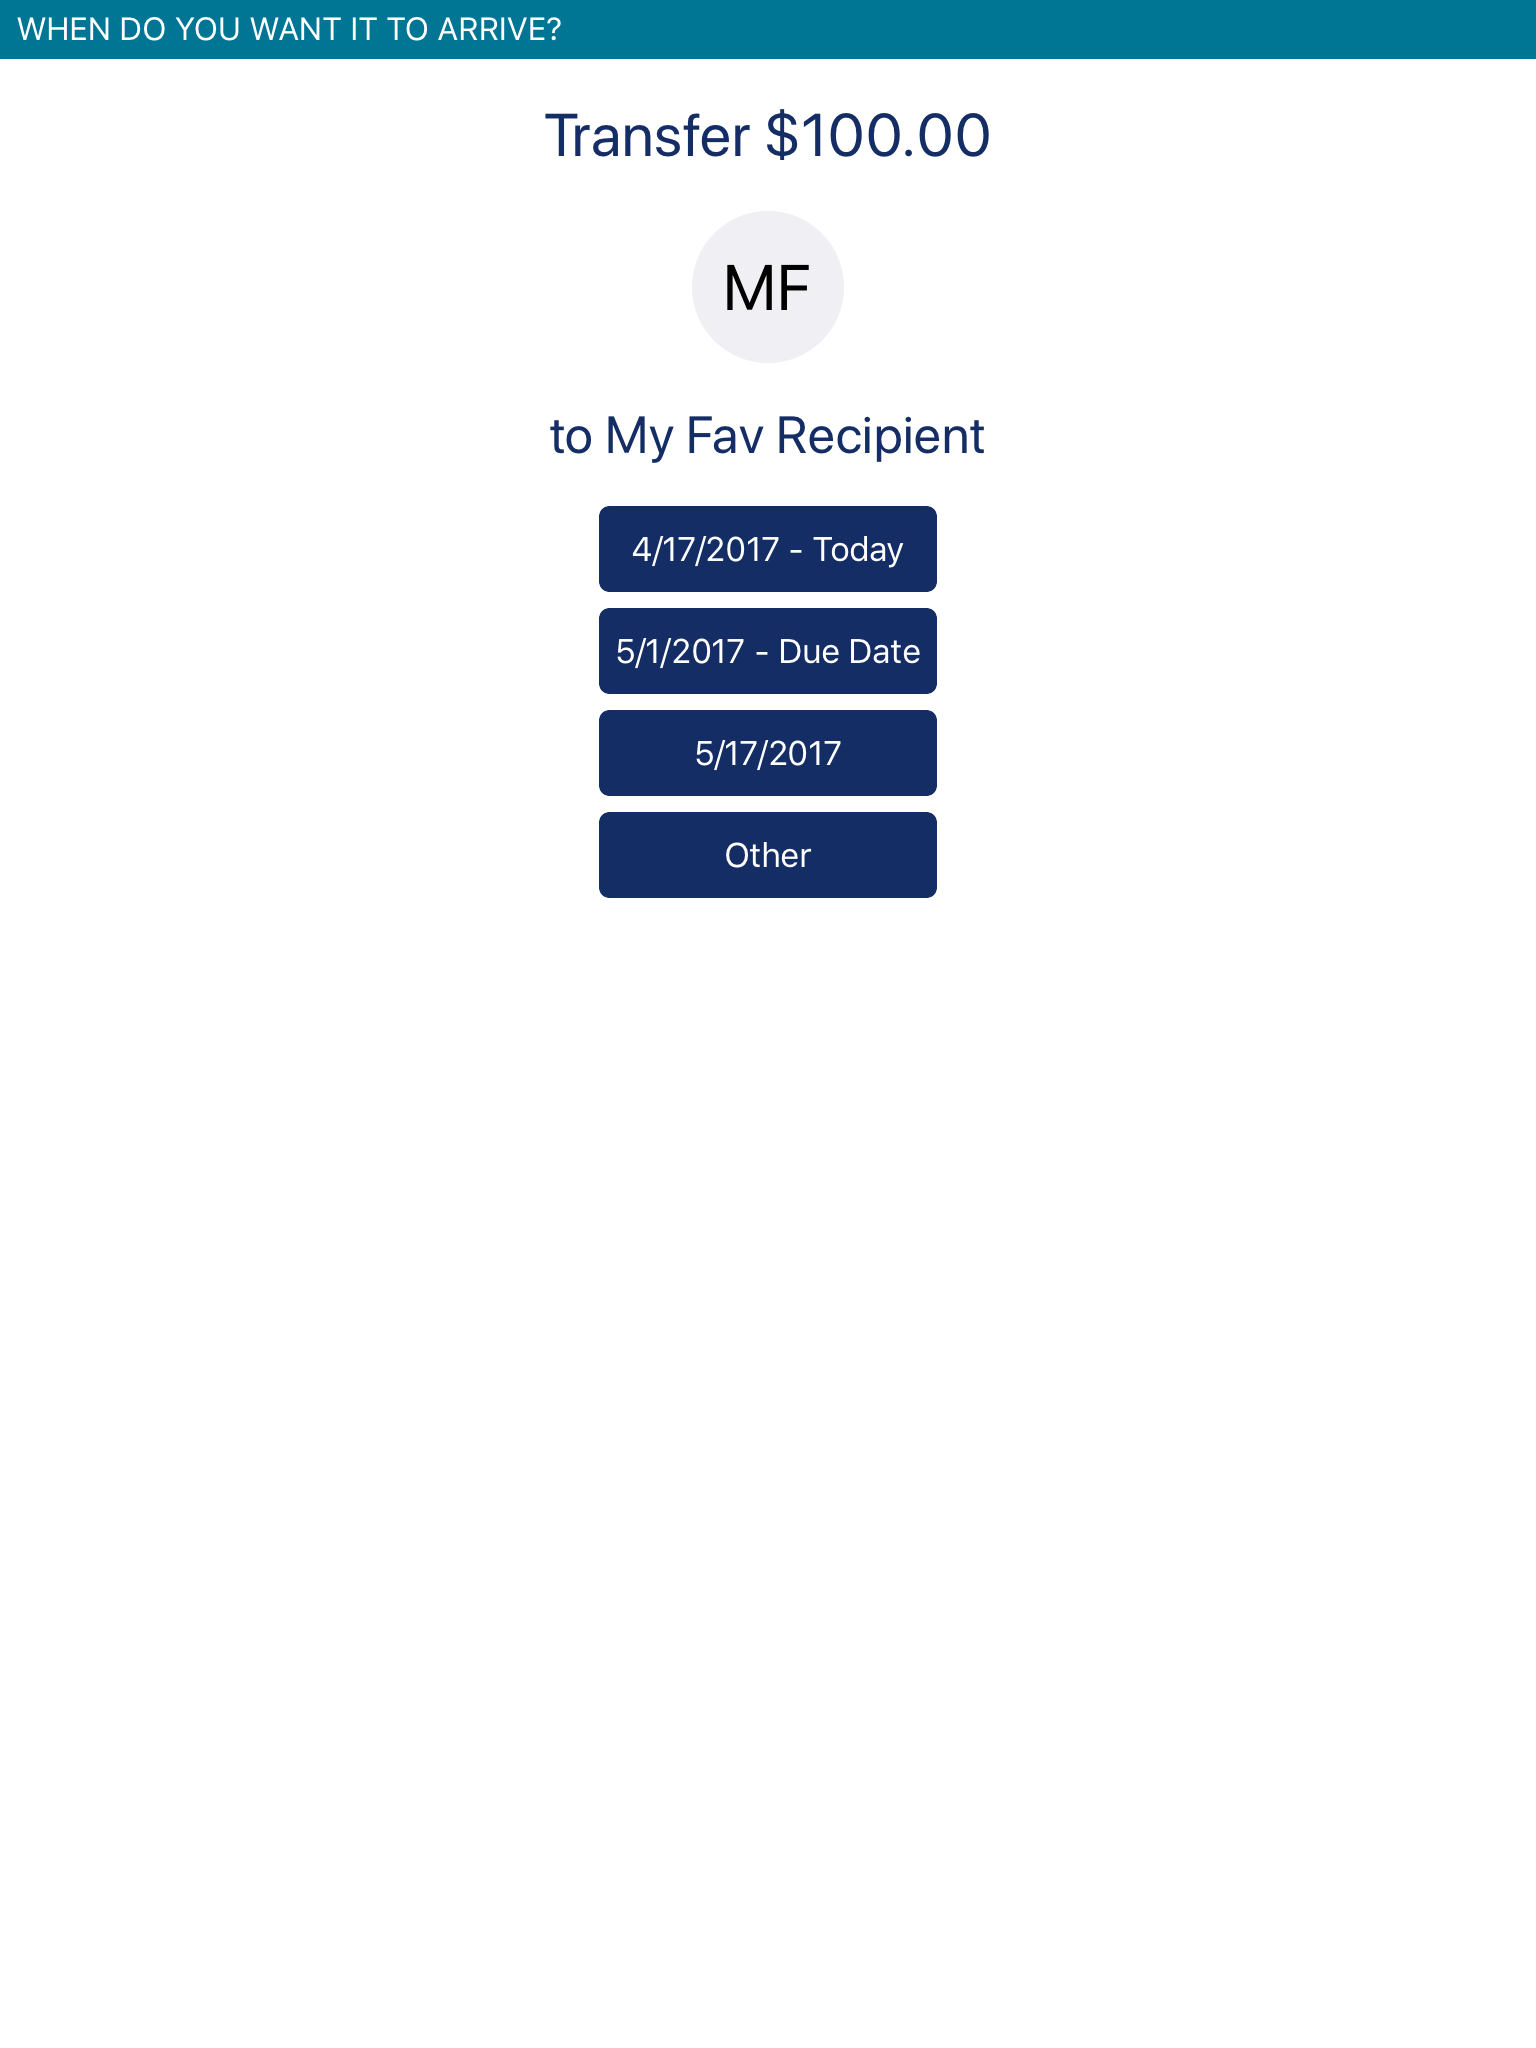 WHEN DO YOU WANT IT TO ARRIVE?
Transfer $100.00
MF
to My Fav Recipient
4/17/2017 - Today
5/1/2017 - Due Date
5/17/2017
Other